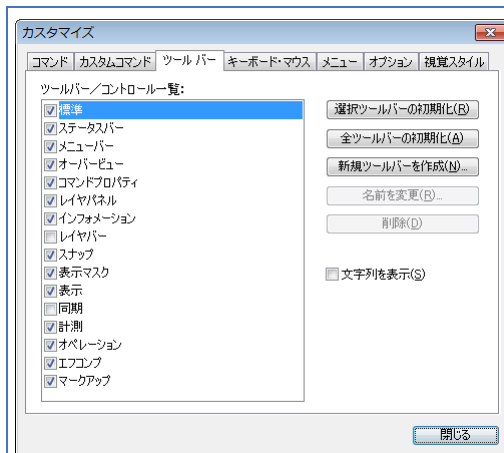 カスタマイズ
コマンド カスタムコマンド ツール バー キーボード・マウス メニュー オプション 視覚スタイル
ツールバー／コントロール一覧:
標準
ステータスバー
メニューバー
オーバービュー
コマンドプロパティ
レイヤパネル
インフォメーション
レイヤバー
スナップ
表示マスク
表示
同期
計測
オペレーション
エフコンプ
マークアップ
選択ツールバーの初期化(R)
全ツールバーの初期化(A)
新規ツールバーを作成(N)...
名前を変更(R)...
削除(D)
文字列を表示(S)
閉じる